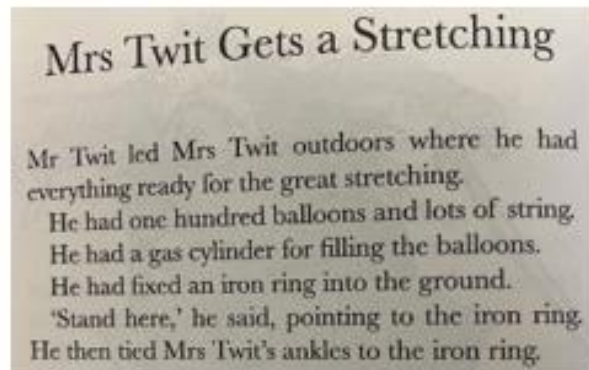 Mrs Twit Gets a Stretching
Mr Twit led Mrs Twit outdoors where he had
everything ready for the great stretching.
He had one hundred balloons and lots of string.
He had a gas cylinder for filling the balloons.
He had fixed an iron ring into the ground.
'Stand here,' he said, pointing to the iron ring.
He then tied Mrs Twit's ankles to the iron ring.